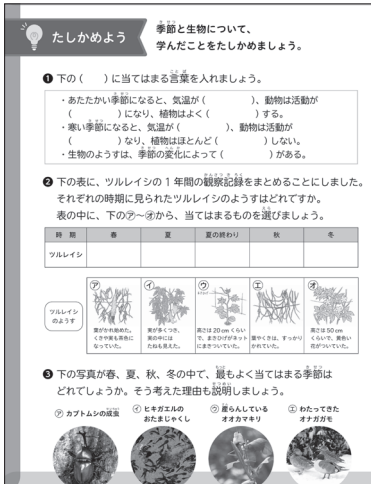 たしかめよう
季節と生物について、
学んだことをたしかめましょう。
❶ 下の（　　）に当てはまる言葉を入れましょう。
・あたたかい季節になると、気温が（　　　　）、動物は活動が
（　　　　）になり、植物はよく（　　　　）する。
・寒い季節になると、気温が（　　　　）、動物は活動が
（　　　　）なり、植物はほとんど（　　　　）しない。
・生物のようすは、季節の変化によって（　　　　）がある。
❷ 下の表に、ツルレイシの1年間の観察記録をまとめることにしました。
それぞれの時期に見られたツルレイシのようすはどれですか。
表の中に、下の㋐〜㋔から、当てはまるものを選びましょう。
時 期 春 夏 夏の終わり 秋 冬
ツルレイシ
ツルレイシ
のようす
㋐ ㋑ ㋒ ㋓ ㋔
葉がかれ始めた。
くきや実も茶色に
なっていた。
実が多くつき、
実の中には
たねも見えた。
高さは20cmくらい
で、まきひげがネット
にまきついていた。
葉やくきは、すっかり
かれていた。
高さは50cm
くらいで、黄色い
花がついていた。
❸ 下の写真が春、夏、秋、冬の中で、最もよく当てはまる季節は
どれでしょうか。そう考えた理由も説明しましょう。
㋐ カブトムシの成虫
㋑ ヒキガエルの
おたまじゃくし
㋒ 産らんしている
オオカマキリ
㋓ わたってきた
オナガガモ